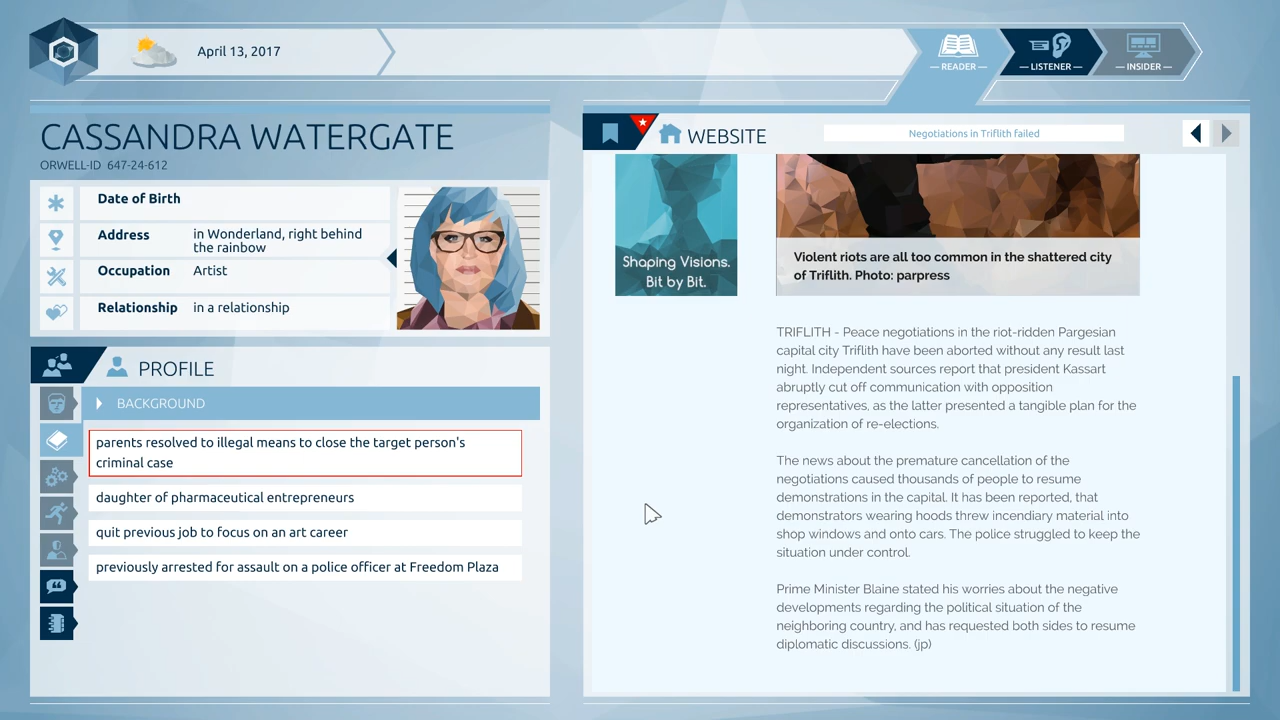 April 13, 2017
— READER —
— LISTENER —
— INSIDER —
CASSANDRA WATERGATE
ORWELL-ID 647-24-612
Date of Birth
Address in Wonderland, right behind
the rainbow
Occupation Artist
Relationship in a relationship
PROFILE
BACKGROUND
parents resolved to illegal means to close the target person's
criminal case
daughter of pharmaceutical entrepreneurs
quit previous job to focus on an art career
previously arrested for assault on a police officer at Freedom Plaza
WEBSITE
Negotiations in Triflith failed
Shaping Visions.
Bit by Bit.
Violent riots are all too common in the shattered city
of Triflith. Photo: parpress
TRIFLITH - Peace negotiations in the riot-ridden Pargesian
capital city Triflith have been aborted without any result last
night. Independent sources report that president Kassart
abruptly cut off communication with opposition
representatives, as the latter presented a tangible plan for the
organization of re-elections.
The news about the premature cancellation of the
negotiations caused thousands of people to resume
demonstrations in the capital. It has been reported, that
demonstrators wearing hoods threw incendiary material into
shop windows and onto cars. The police struggled to keep the
situation under control.
Prime Minister Blaine stated his worries about the negative
developments regarding the political situation of the
neighboring country, and has requested both sides to resume
diplomatic discussions. (jp)